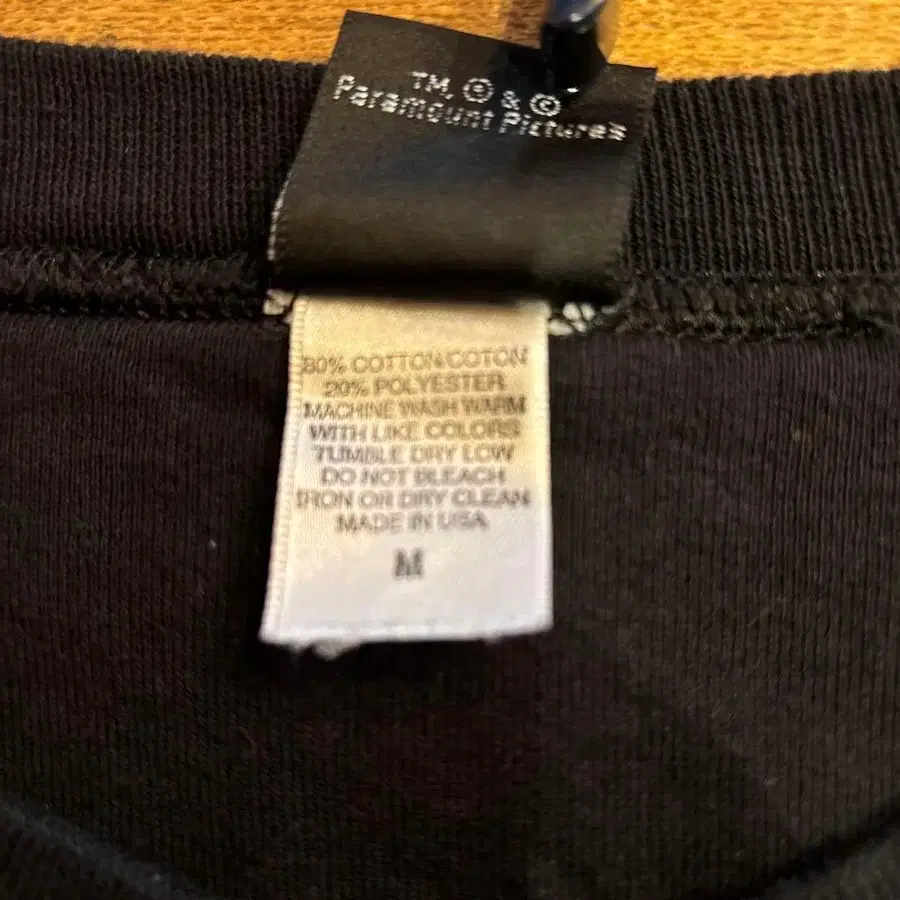 TM, ® & ©
Paramount Pictures
80% COTTON/COTON
20% POLYESTER
MACHINE WASH WARM
WITH LIKE COLORS
TUMBLE DRY LOW
DO NOT BLEACH
IRON OR DRY CLEAN
MADE IN USA
M